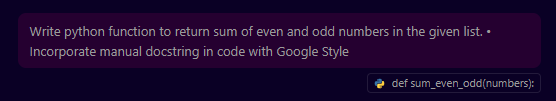 Write python function to return sum of even and odd numbers in the given list. •
Incorporate manual docstring in code with Google Style
def sum_even_odd(numbers):